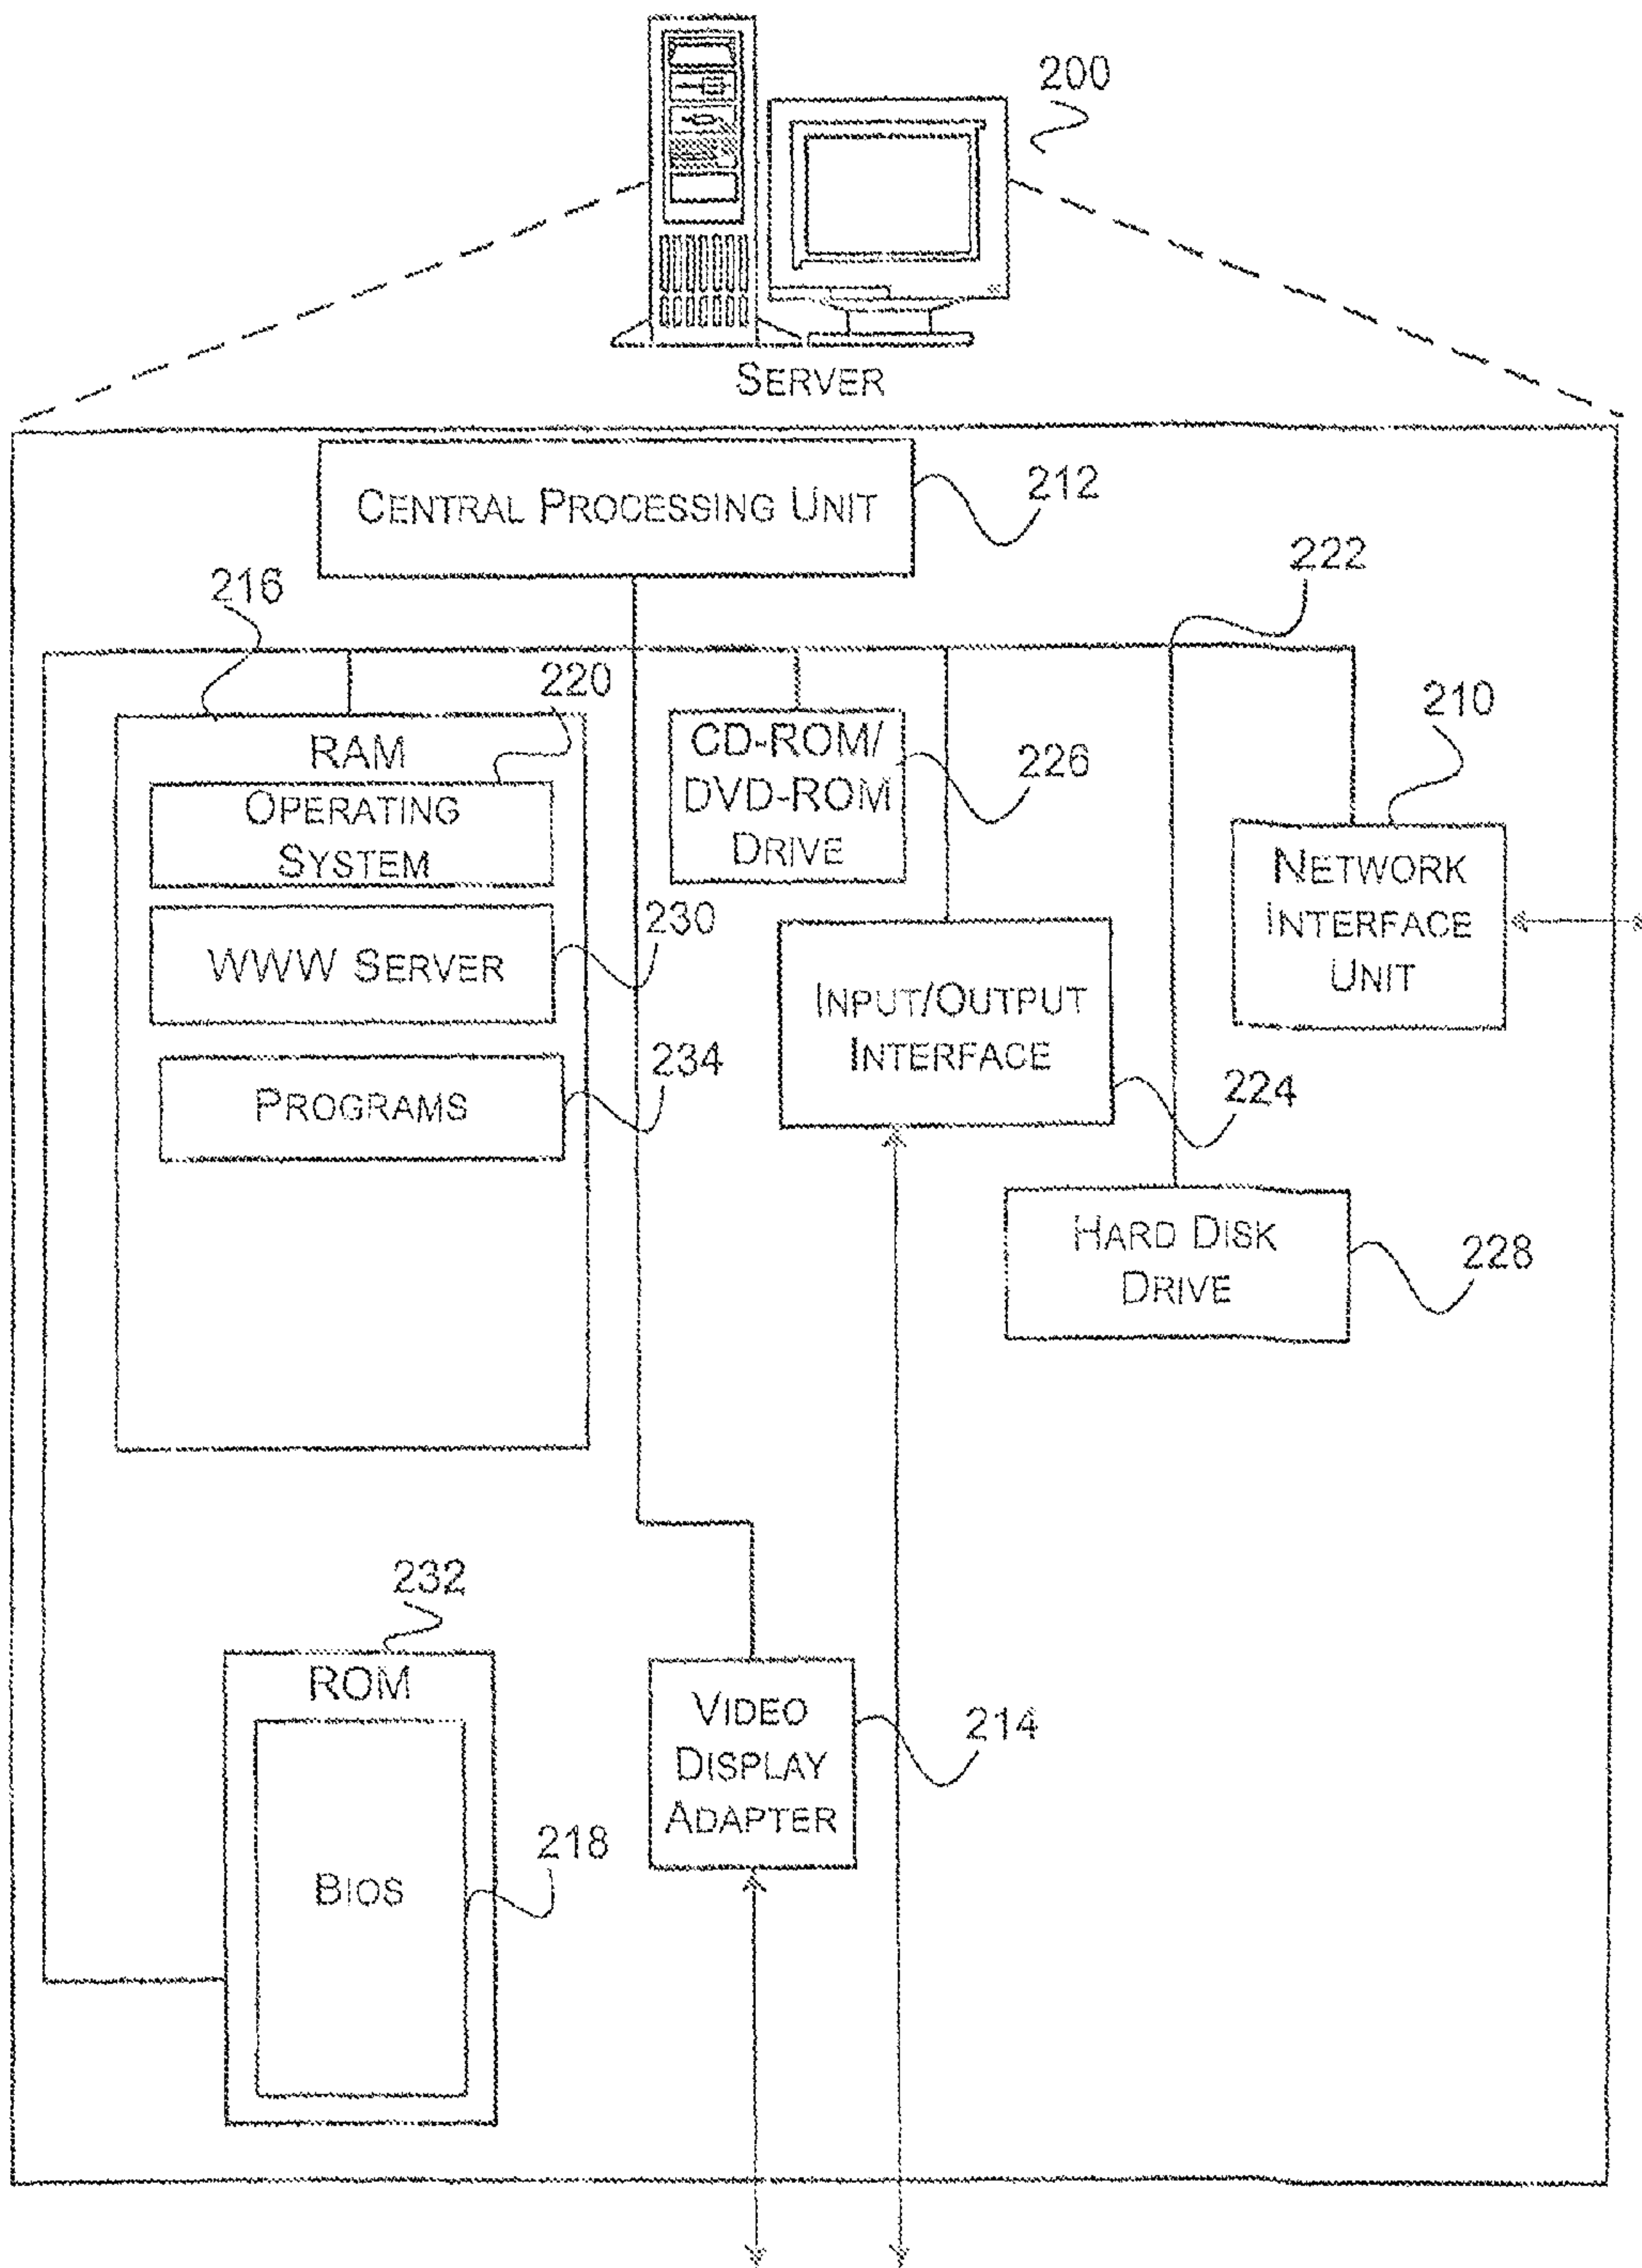 200
SERVER
CENTRAL PROCESSING UNIT
212
216
222
220
210
RAM
OPERATING
SYSTEM
CD-ROM/
DVD-ROM
DRIVE
226
NETWORK
INTERFACE
UNIT
WWW SERVER
230
INPUT/OUTPUT
INTERFACE
PROGRAMS
234
224
HARD DISK
DRIVE
228
232
ROM
BIOS
218
VIDEO
DISPLAY
ADAPTER
214